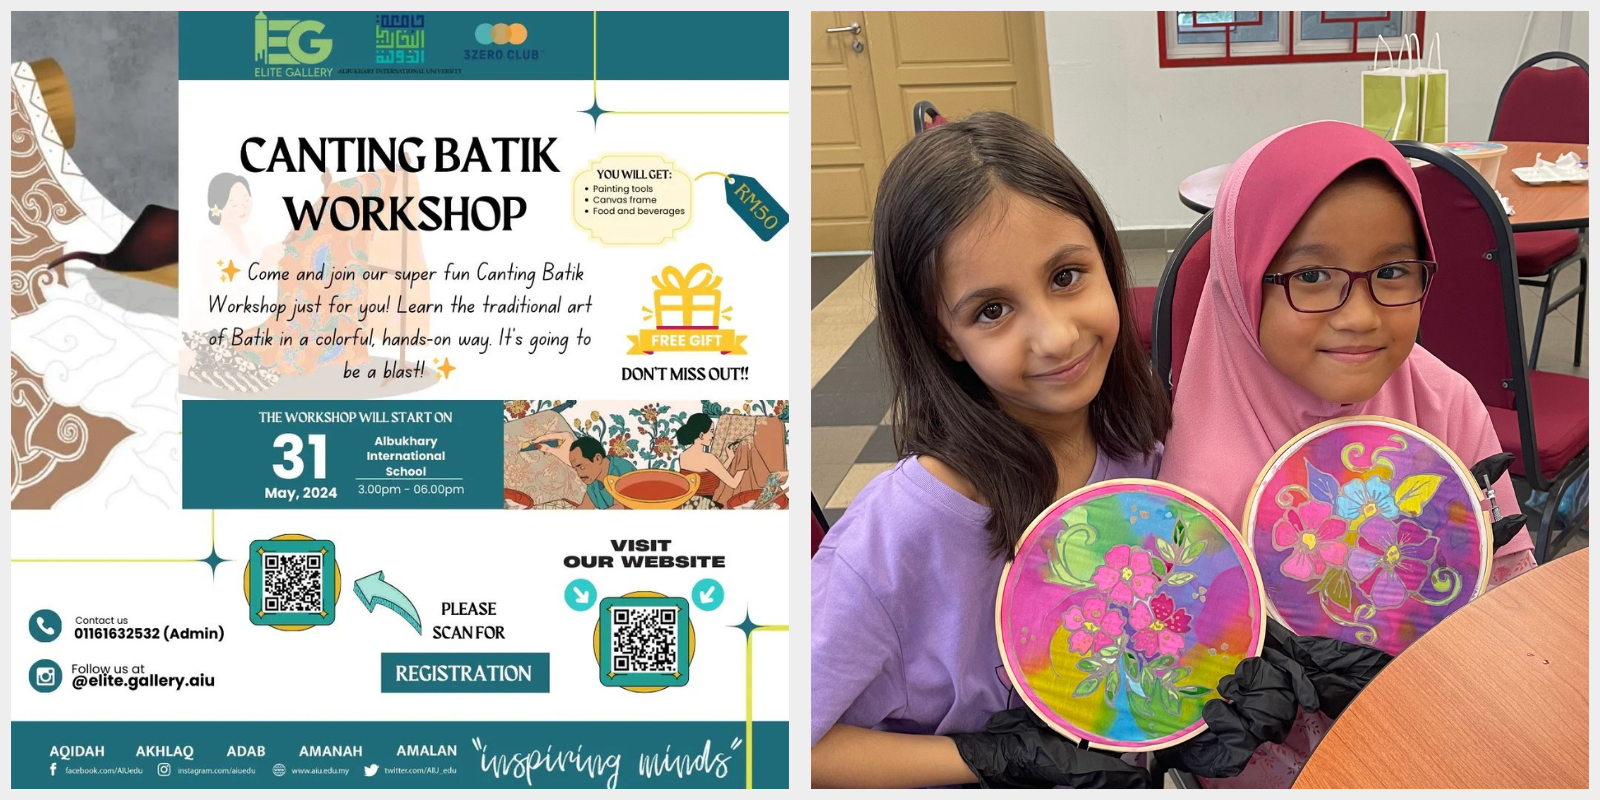 EG
ELITE GALLERY
جامعة
البخاري
الدولية
ALBUKHARY INTERNATIONAL UNIVERSITY
3ZERO CLUB
CANTING BATIK
WORKSHOP
YOU WILL GET:
• Painting tools
• Canvas frame
• Food and beverages
RM50
Come and join our super fun Canting Batik
Workshop just for you! Learn the traditional art
of Batik in a colorful, hands-on way. It's going to
be a blast!
FREE GIFT
DON'T MISS OUT!!
THE WORKSHOP WILL START ON
31
May, 2024
Albukhary
International
School
3.00pm - 06.00pm
VISIT
OUR WEBSITE
PLEASE
SCAN FOR
REGISTRATION
Contact us
01161632532 (Admin)
Follow us at
@elite.gallery.aiu
AQIDAH AKHLAQ ADAB AMANAH AMALAN
"inspiring minds"
facebook.com/AIUedu instagram.com/aiuedu www.aiu.edu.my twitter.com/AIU_edu